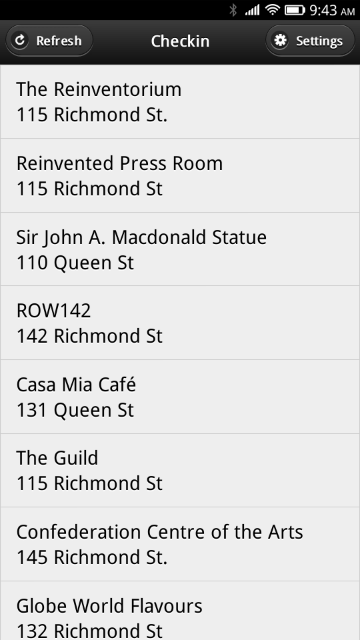 9:43 AM
Refresh
Checkin
Settings
The Reinventorium
115 Richmond St.
Reinvented Press Room
115 Richmond St
Sir John A. Macdonald Statue
110 Queen St
ROW142
142 Richmond St
Casa Mia Café
131 Queen St
The Guild
115 Richmond St
Confederation Centre of the Arts
145 Richmond St.
Globe World Flavours
132 Richmond St